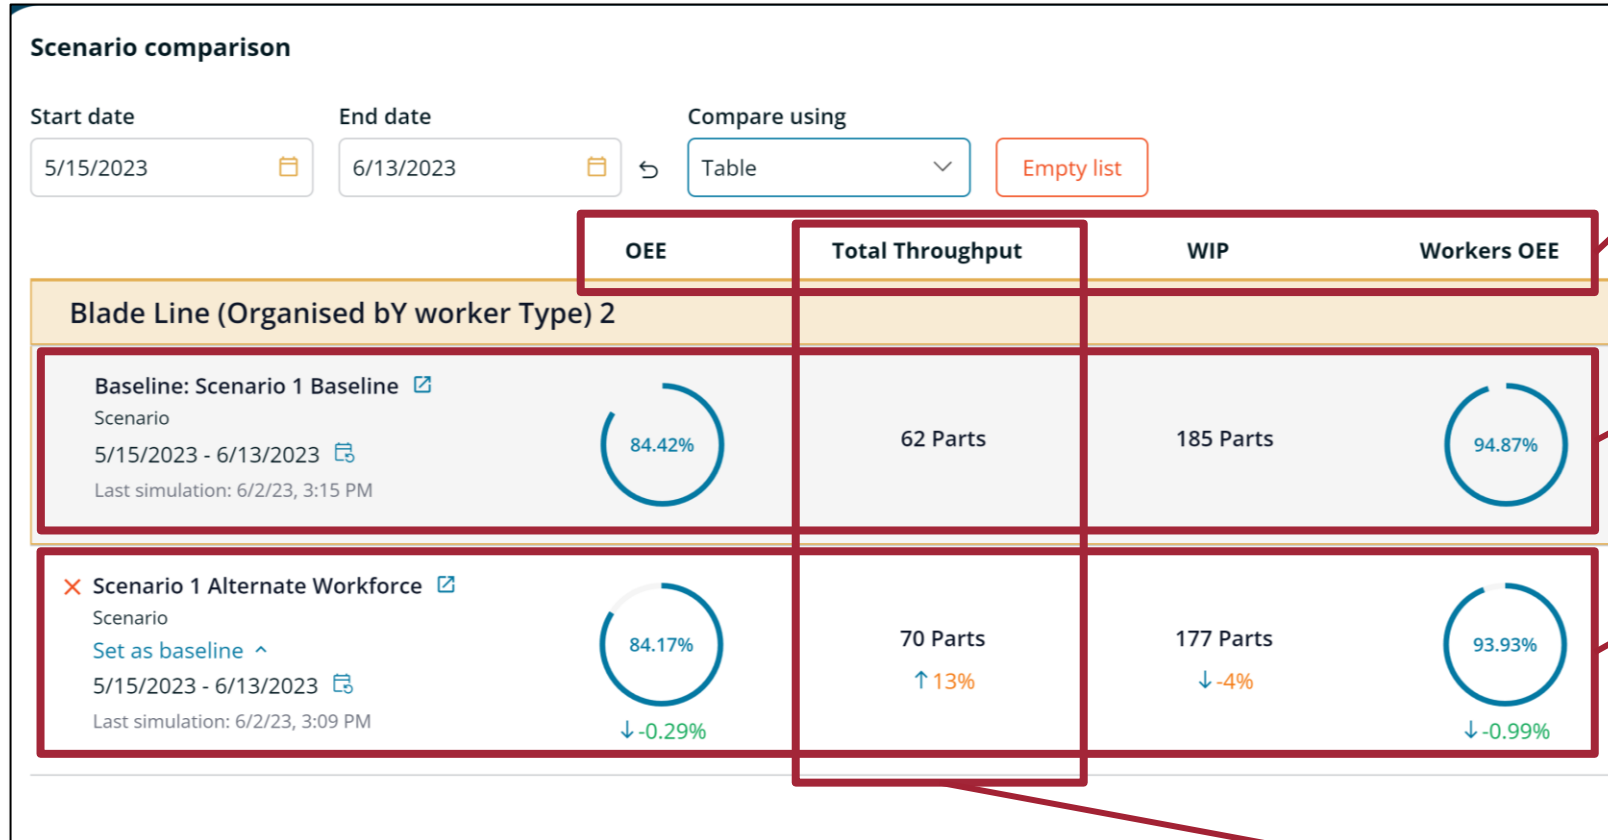 Scenario comparison
Start date
End date
Compare using
5/15/2023
6/13/2023
Table
Empty list
OEE
Total Throughput
WIP
Workers OEE
Blade Line (Organised bY worker Type) 2
Baseline: Scenario 1 Baseline
Scenario
5/15/2023 - 6/13/2023
Last simulation: 6/2/23, 3:15 PM
84.42%
62 Parts
185 Parts
94.87%
Scenario 1 Alternate Workforce
Scenario
Set as baseline
5/15/2023 - 6/13/2023
Last simulation: 6/2/23, 3:09 PM
84.17%
↓-0.29%
70 Parts
↑13%
177 Parts
↓-4%
93.93%
↓-0.99%